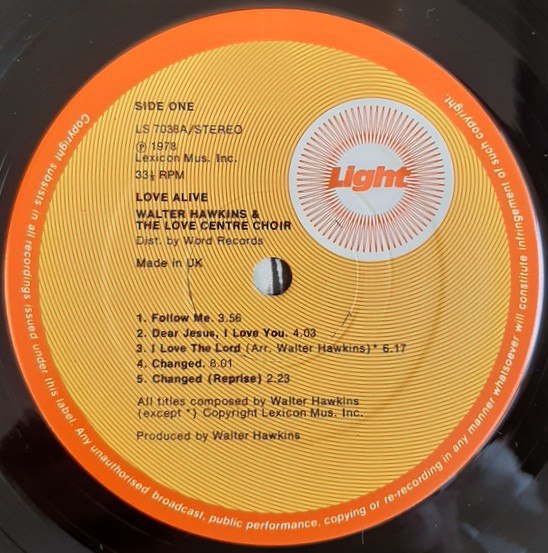 SIDE ONE
LS 7038A/STEREO
Ⓟ 1978
Lexicon Mus. Inc.
33⅓ RPM
Light
LOVE ALIVE
WALTER HAWKINS &
THE LOVE CENTRE CHOIR
Dist. by Word Records
Made in UK
1. Follow Me. 3.56
2. Dear Jesus, I Love You. 4.03
3. I Love The Lord (Arr. Walter Hawkins)* 6.17
4. Changed. 8.01
5. Changed (Reprise) 2.23
All titles composed by Walter Hawkins
(except *) Copyright Lexicon Mus. Inc.
Produced by Walter Hawkins
Copyright subsists in all recordings issued under this label. Any unauthorised broadcast, public performance, copying or re-recording in any manner whatsoever will constitute infringement of such copyright.